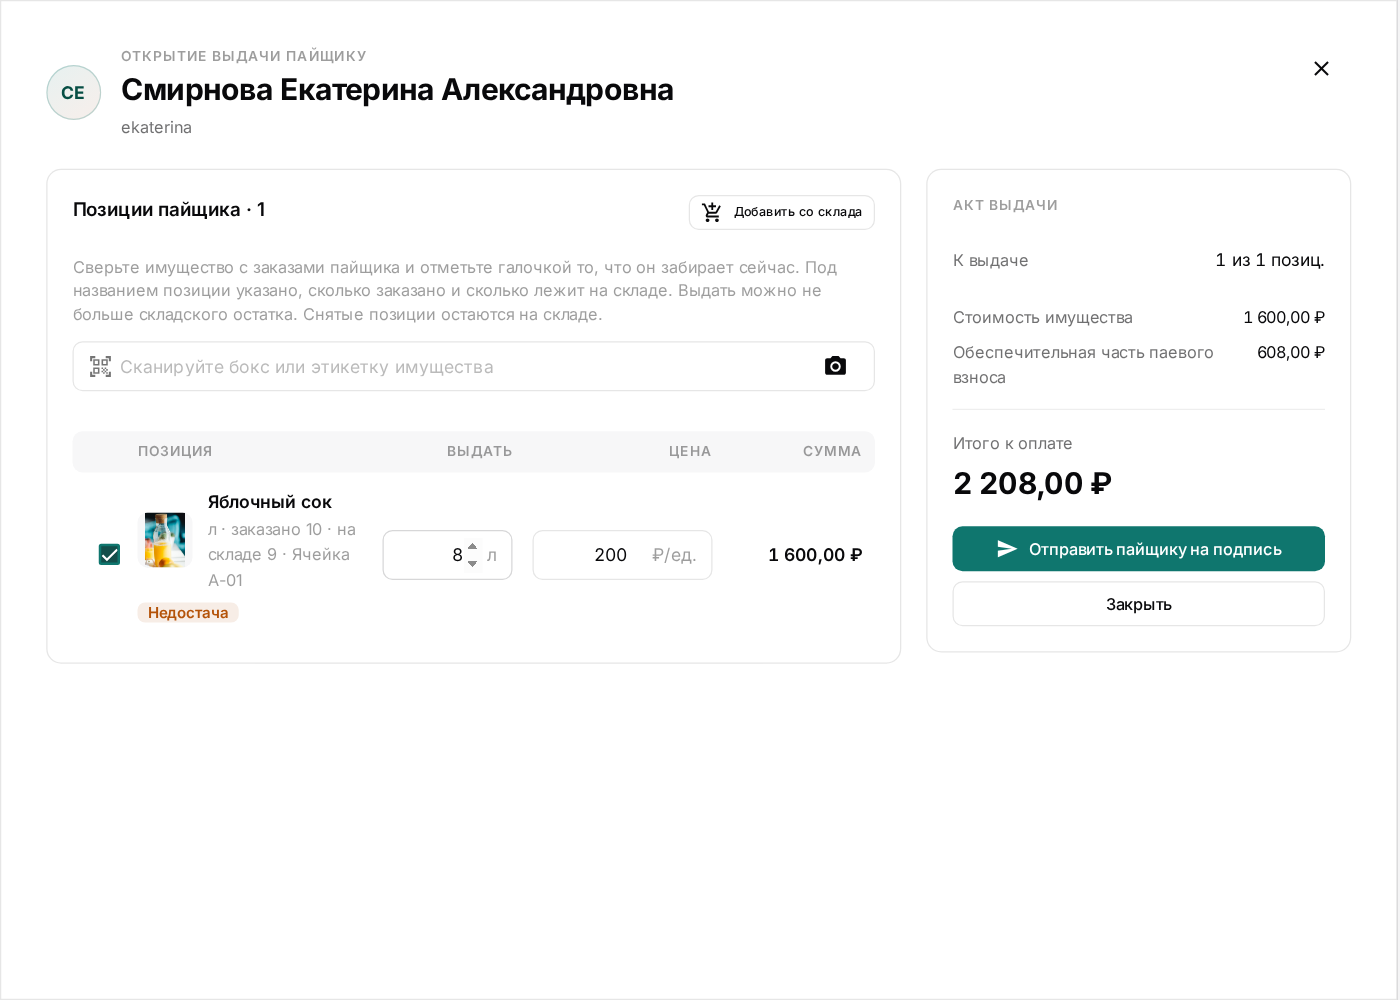 ОТКРЫТИЕ ВЫДАЧИ ПАЙЩИКУ
СЕ
Смирнова Екатерина Александровна
ekaterina
Позиции пайщика · 1
Добавить со склада
Сверьте имущество с заказами пайщика и отметьте галочкой то, что он забирает сейчас. Под
названием позиции указано, сколько заказано и сколько лежит на складе. Выдать можно не
больше складского остатка. Снятые позиции остаются на складе.
Сканируйте бокс или этикетку имущества
ПОЗИЦИЯ ВЫДАТЬ ЦЕНА СУММА
Яблочный сок
л · заказано 10 · на
складе 9 · Ячейка
А-01
8 л 200 ₽/ед. 1 600,00 ₽
Недостача
АКТ ВЫДАЧИ
К выдаче 1 из 1 позиц.
Стоимость имущества 1 600,00 ₽
Обеспечительная часть паевого 608,00 ₽
взноса
Итого к оплате
2 208,00 ₽
Отправить пайщику на подпись
Закрыть